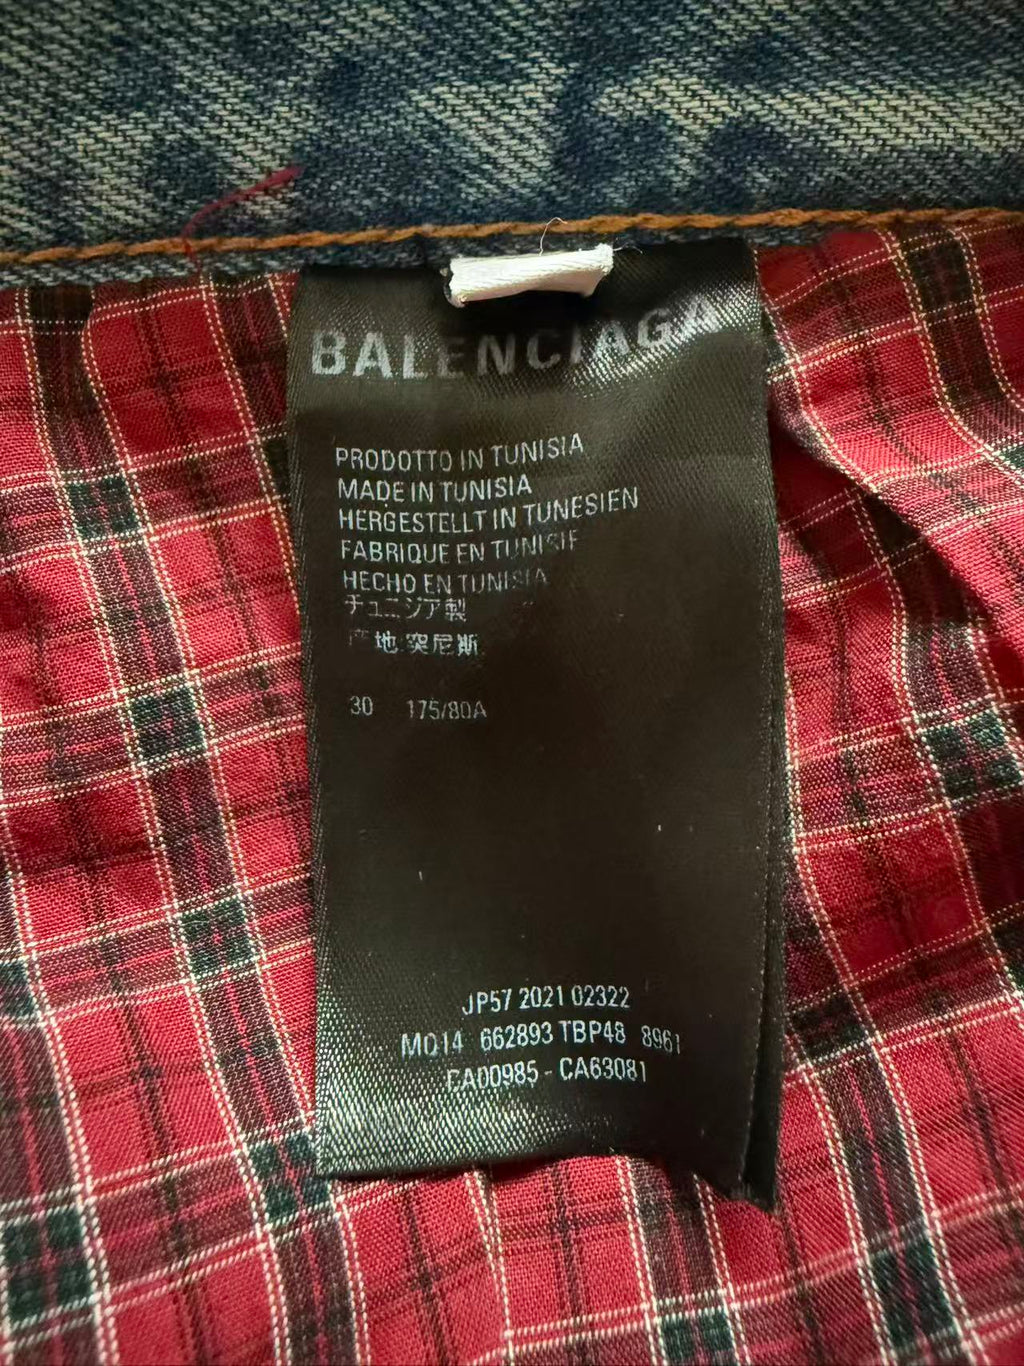 BALENCIAGA
PRODOTTO IN TUNISIA
MADE IN TUNISIA
HERGESTELLT IN TUNESIEN
FABRIQUE EN TUNISIE
HECHO EN TUNISIA
チュニジア製
产地 突尼斯
30 175/80A
JP57 2021 02322
MO14 662893 TBP48 8961
CA00985 - CA63081